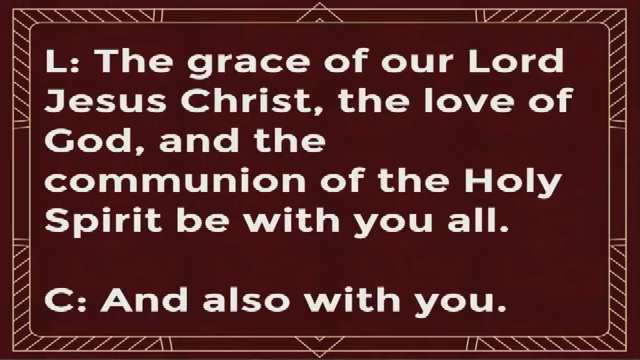 L: The grace of our Lord
Jesus Christ, the love of
God, and the
communion of the Holy
Spirit be with you all.
C: And also with you.